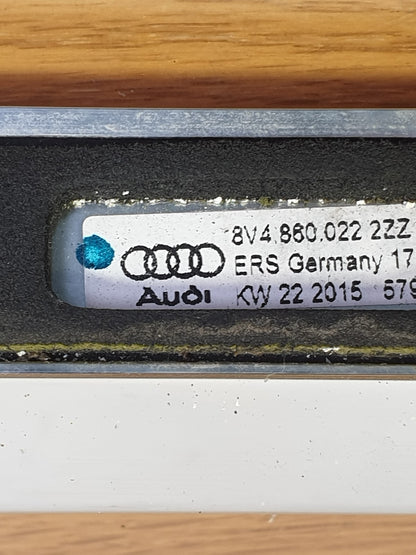 8V4.860.022 2ZZ
ERS Germany 17
Audi KW 22 2015 579